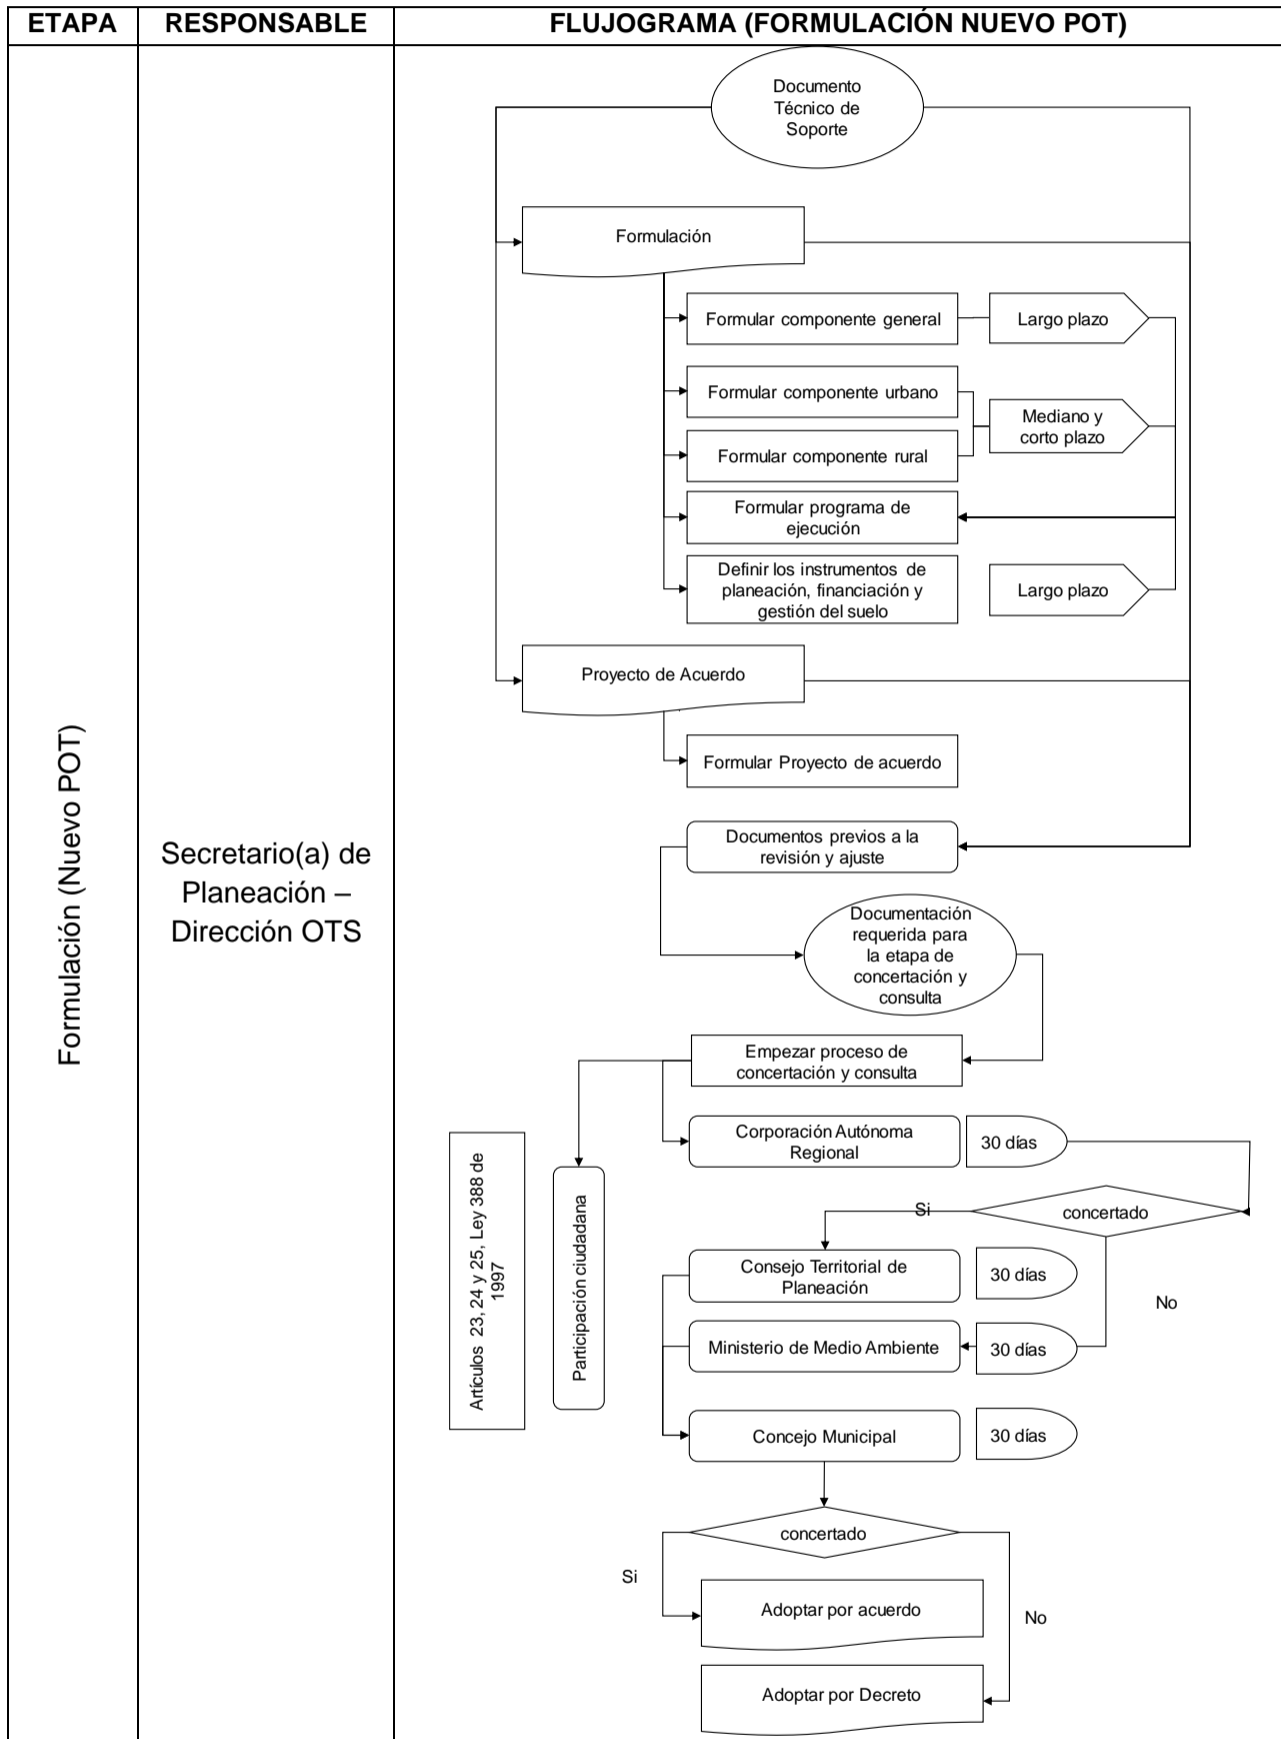 ETAPA
RESPONSABLE
FLUJOGRAMA (FORMULACIÓN NUEVO POT)
Formulación (Nuevo POT)
Secretario(a) de
Planeación –
Dirección OTS
Documento
Técnico de
Soporte
Formulación
Formular componente general
Largo plazo
Formular componente urbano
Mediano y
corto plazo
Formular componente rural
Formular programa de
ejecución
Definir los instrumentos de
planeación, financiación y
gestión del suelo
Largo plazo
Proyecto de Acuerdo
Formular Proyecto de acuerdo
Documentos previos a la
revisión y ajuste
Documentación
requerida para
la etapa de
concertación y
consulta
Empezar proceso de
concertación y consulta
Corporación Autónoma
Regional
30 días
Artículos 23, 24 y 25, Ley 388 de
1997
Participación ciudadana
Si
concertado
Consejo Territorial de
Planeación
30 días
No
Ministerio de Medio Ambiente
30 días
Concejo Municipal
30 días
concertado
Si
Adoptar por acuerdo
No
Adoptar por Decreto